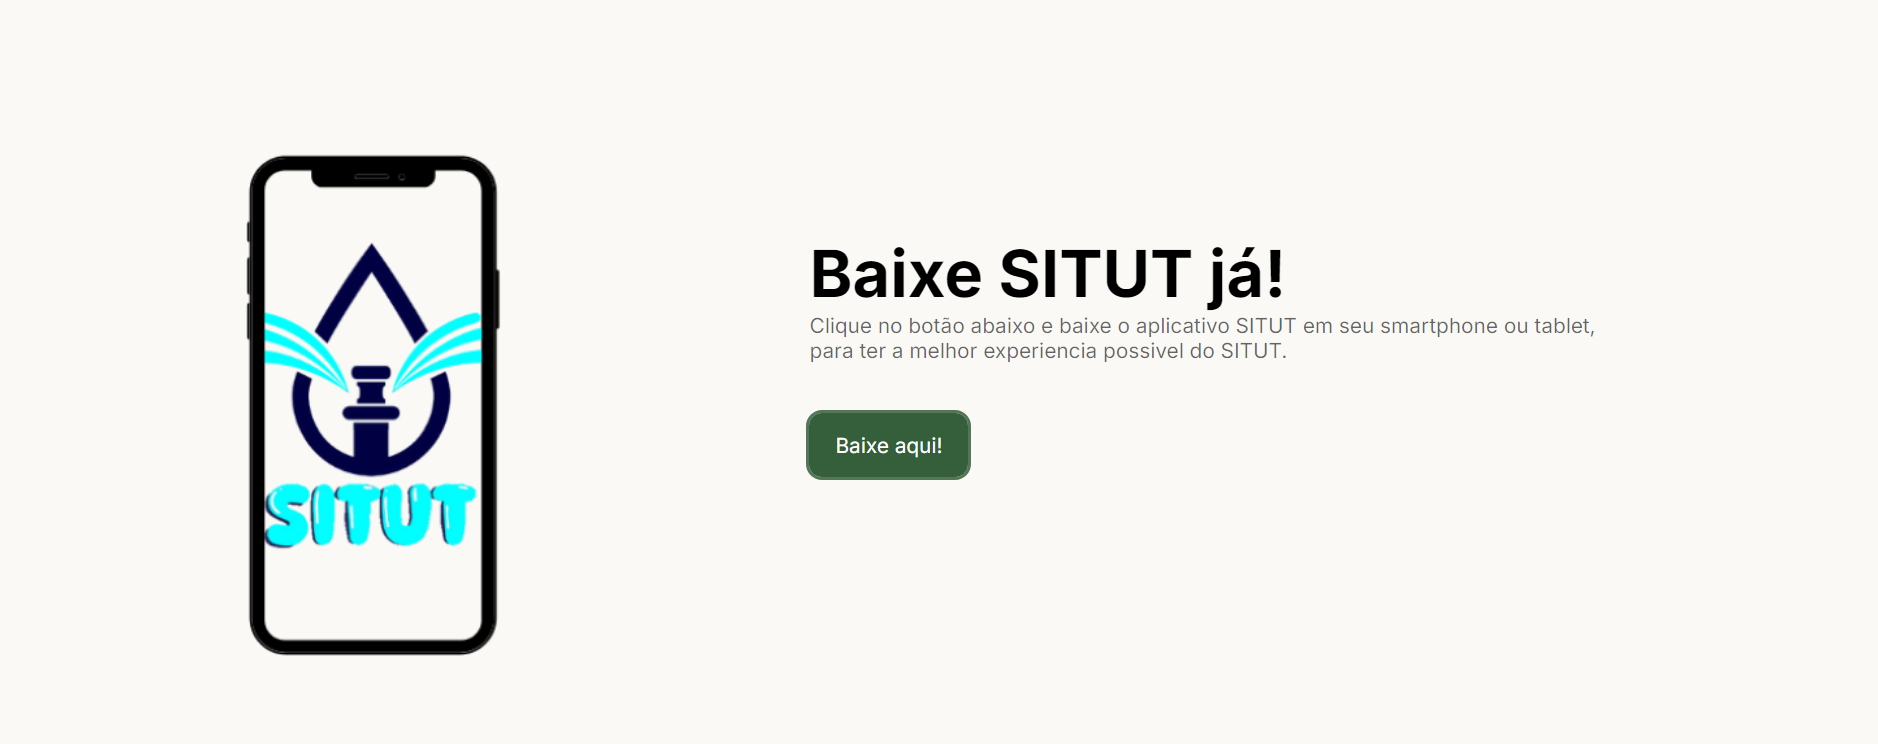 Baixe SITUT já!
Clique no botão abaixo e baixe o aplicativo SITUT em seu smartphone ou tablet,
para ter a melhor experiencia possivel do SITUT.
Baixe aqui!
SITUT